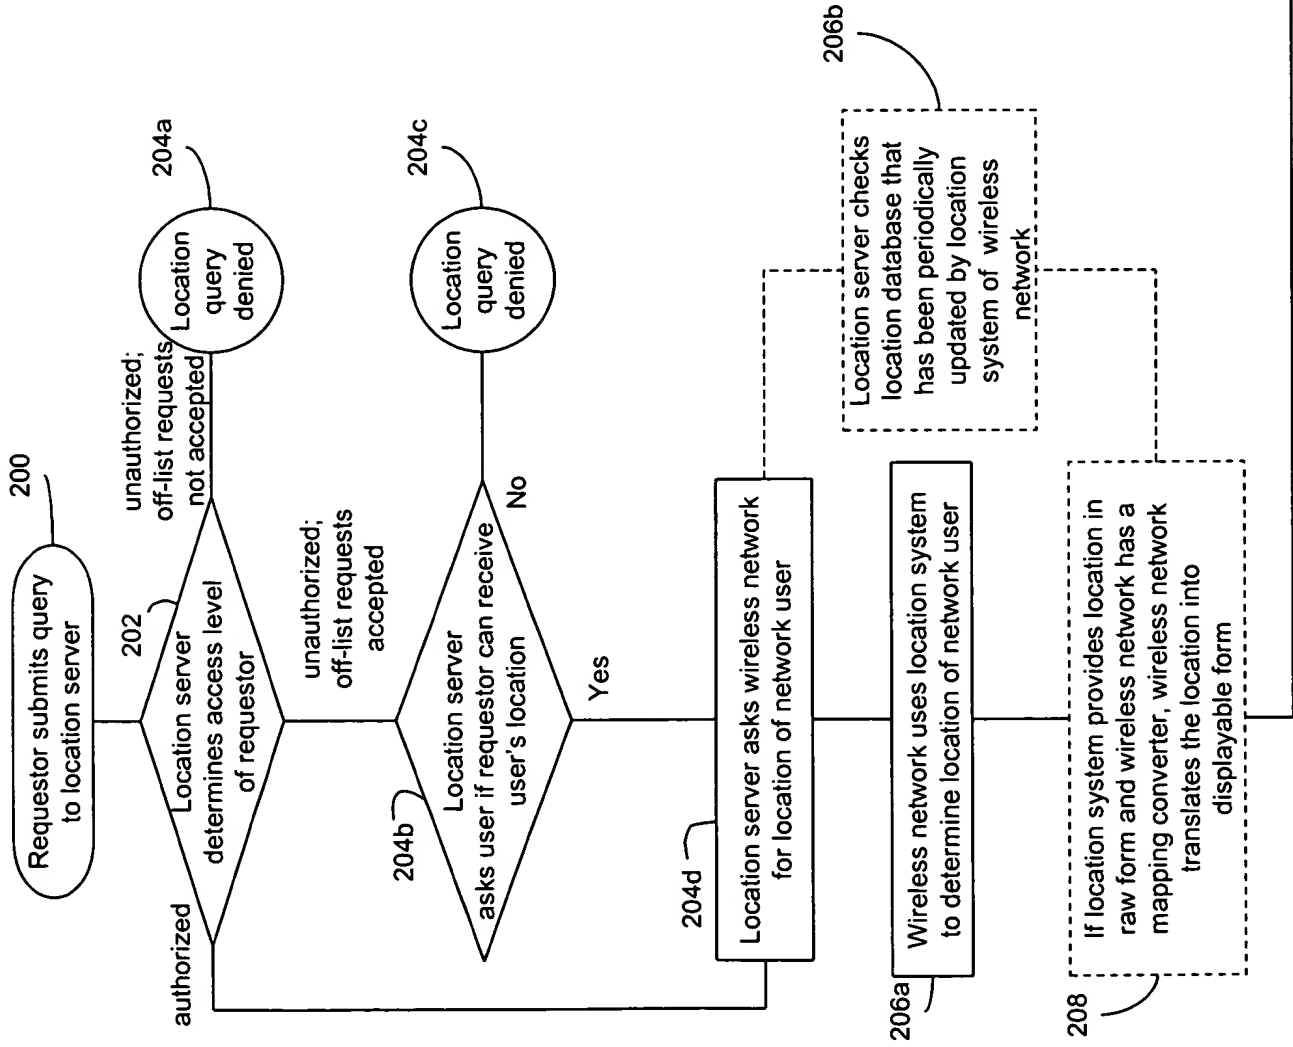 200
Requestor submits query
to location server
202
Location server
determines access level
of requestor
authorized
unauthorized;
off-list requests
not accepted
204a
Location
query
denied
unauthorized;
off-list requests
accepted
204b
Location server
asks user if requestor can receive
user's location
No
204c
Location
query
denied
Yes
204d
Location server asks wireless network
for location of network user
206a
Wireless network uses location system
to determine location of network user
206b
Location server checks
location database that
has been periodically
updated by location
system of wireless
network
208
If location system provides location in
raw form and wireless network has a
mapping converter, wireless network
translates the location into
displayable form